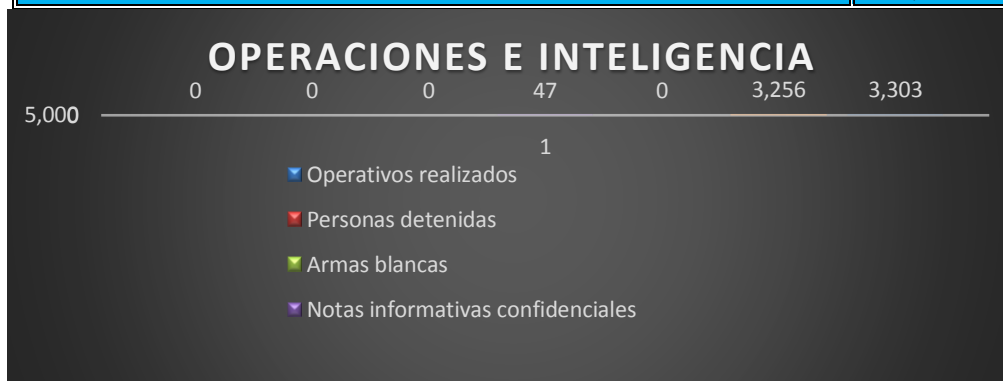 OPERACIONES E INTELIGENCIA
0 0 0 47 0 3,256 3,303
5,000
1
Operativos realizados
Personas detenidas
Armas blancas
Notas informativas confidenciales